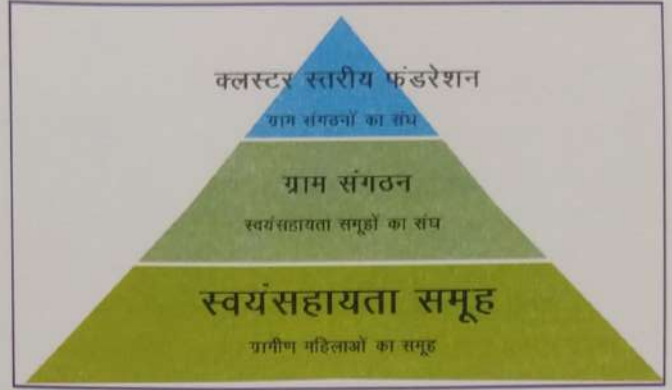 क्लस्टर स्तरीय फंडरेशन
ग्राम संगठनों का संघ
ग्राम संगठन
स्वयंसहायता समूहों का संघ
स्वयंसहायता समूह
ग्रामीण महिलाओं का समूह